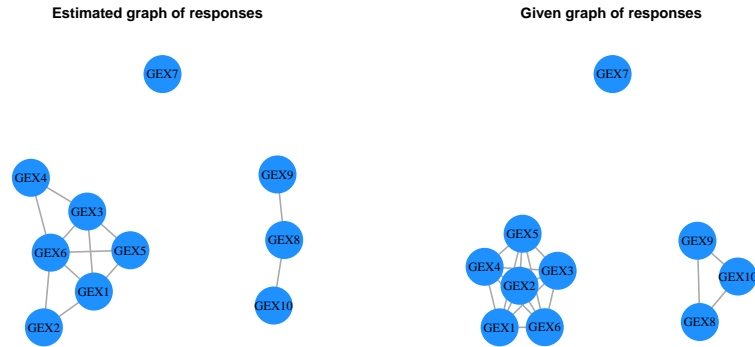 Estimated graph of responses
GEX7
GEX4
GEX3
GEX6
GEX5
GEX1
GEX2
GEX9
GEX8
GEX10
Given graph of responses
GEX7
GEX5
GEX4
GEX3
GEX2
GEX1
GEX6
GEX9
GEX10
GEX8